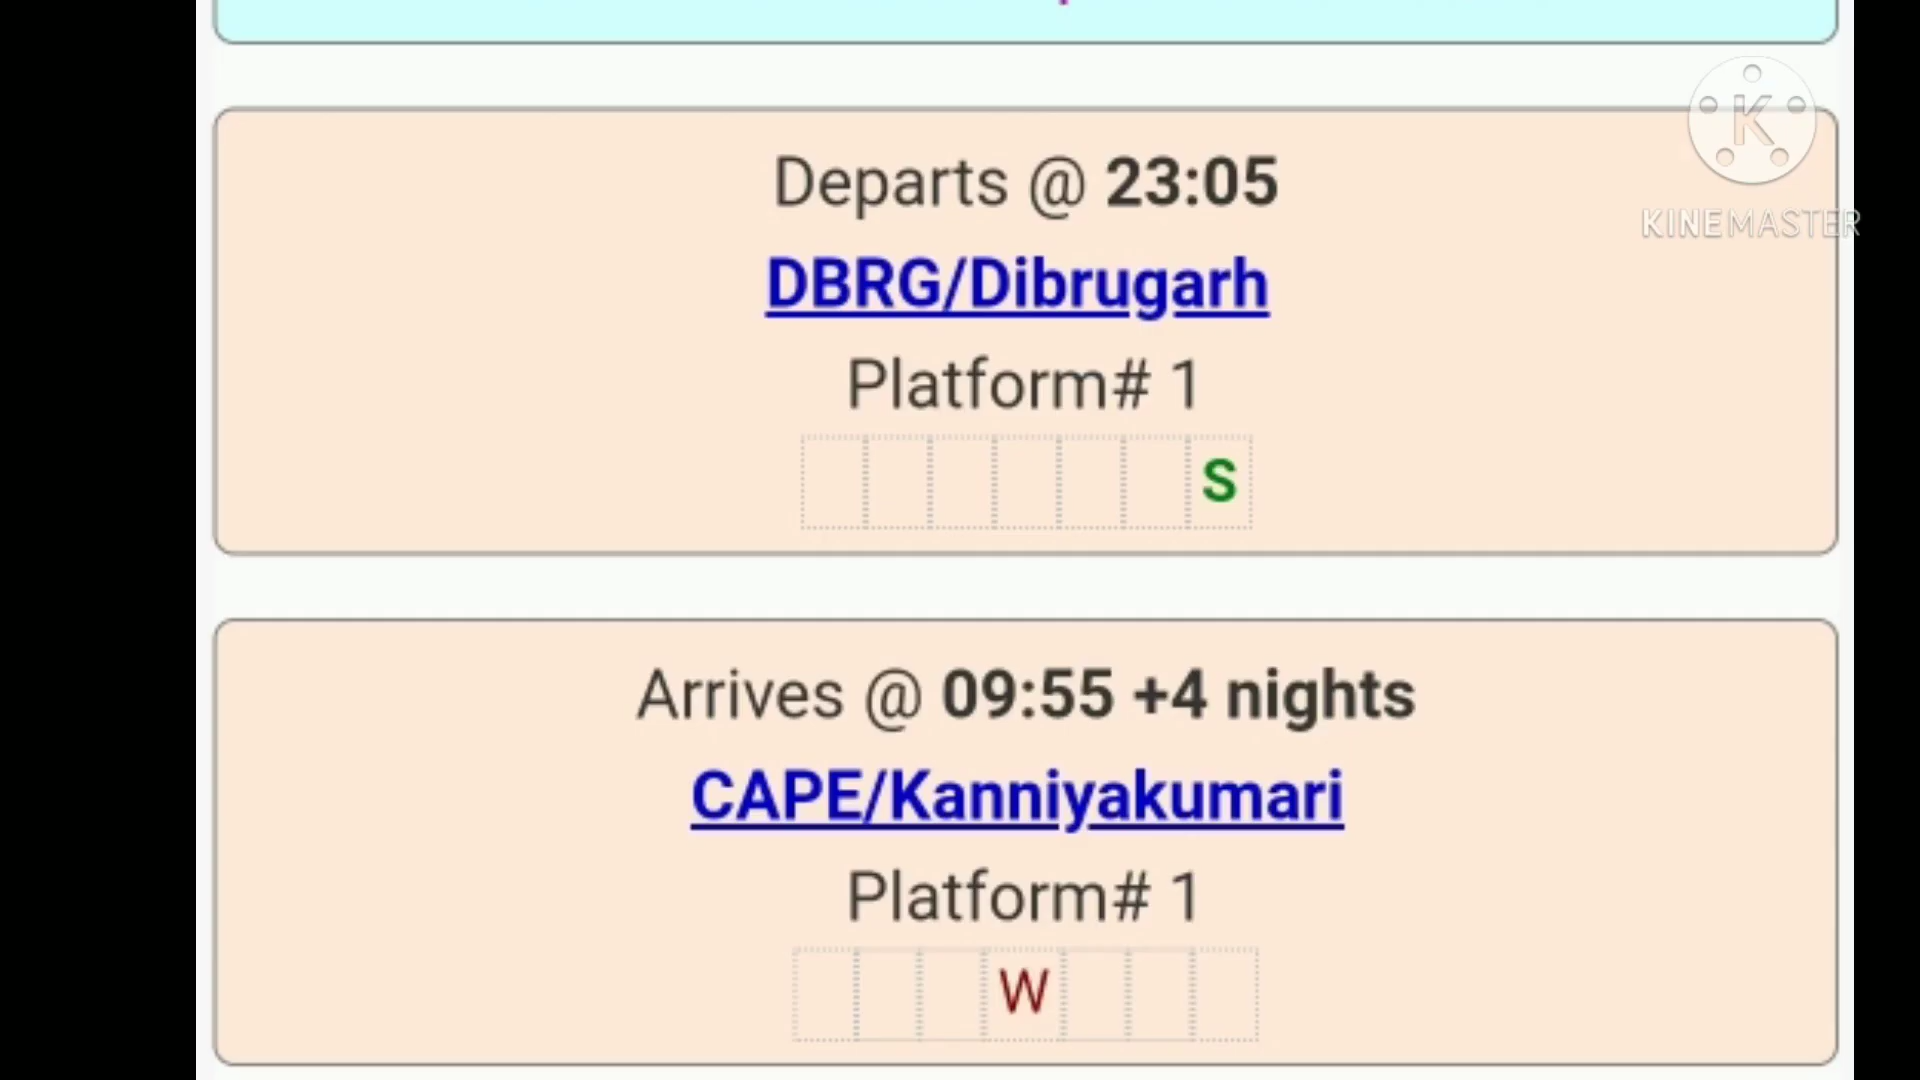 Departs @ 23:05
DBRG/Dibrugarh
Platform# 1
S
Arrives @ 09:55 +4 nights
CAPE/Kanniyakumari
Platform# 1
W
K
KINEMASTER